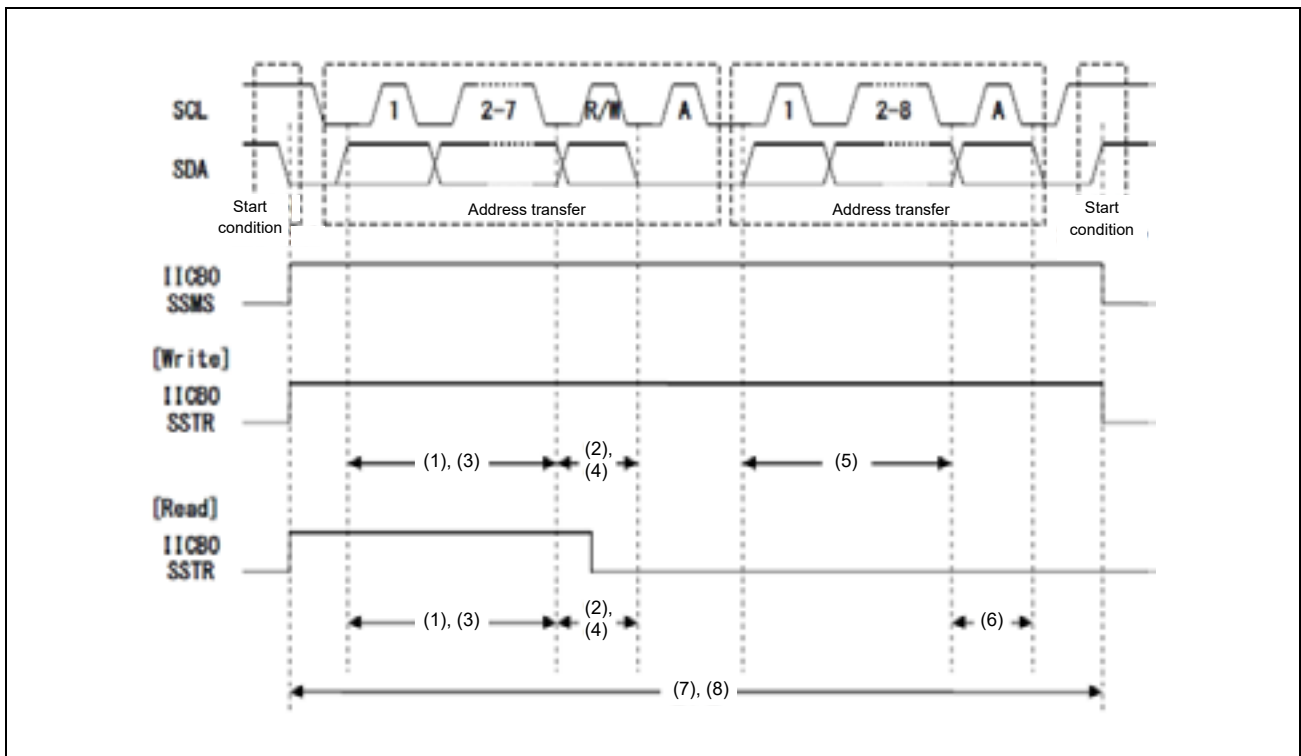 SCL
1
2-7
R/W
A
1
2-8
A
SDA
Start
condition
Address transfer
Address transfer
Start
condition
IICB0
SSMS
[Write]
IICB0
SSTR
(1), (3)
(2),
(4)
(5)
[Read]
IICB0
SSTR
(1), (3)
(2),
(4)
(6)
(7), (8)